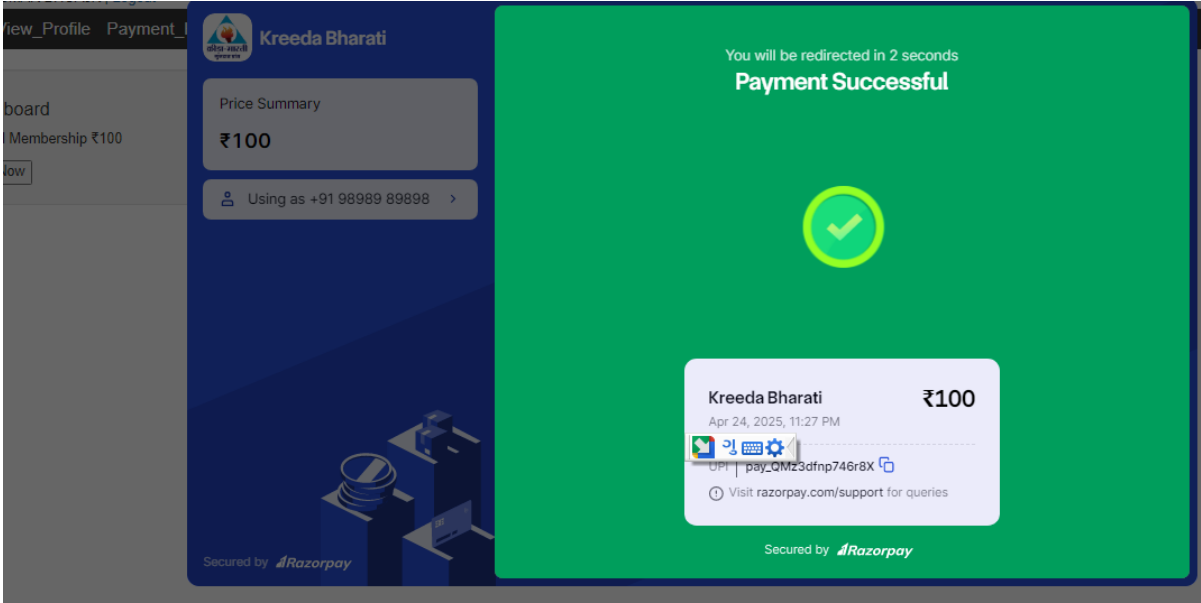 View_Profile Payment_
Kreeda Bharati
क्रीडा-भारती
You will be redirected in 2 seconds
Payment Successful
board
Membership ₹100
Now
Price Summary
₹100
Using as +91 98989 89898
Kreeda Bharati ₹100
Apr 24, 2025, 11:27 PM
ગુ
UPI pay_QMz3dfnp746r8X
Visit razorpay.com/support for queries
Secured by Razorpay
Secured by Razorpay